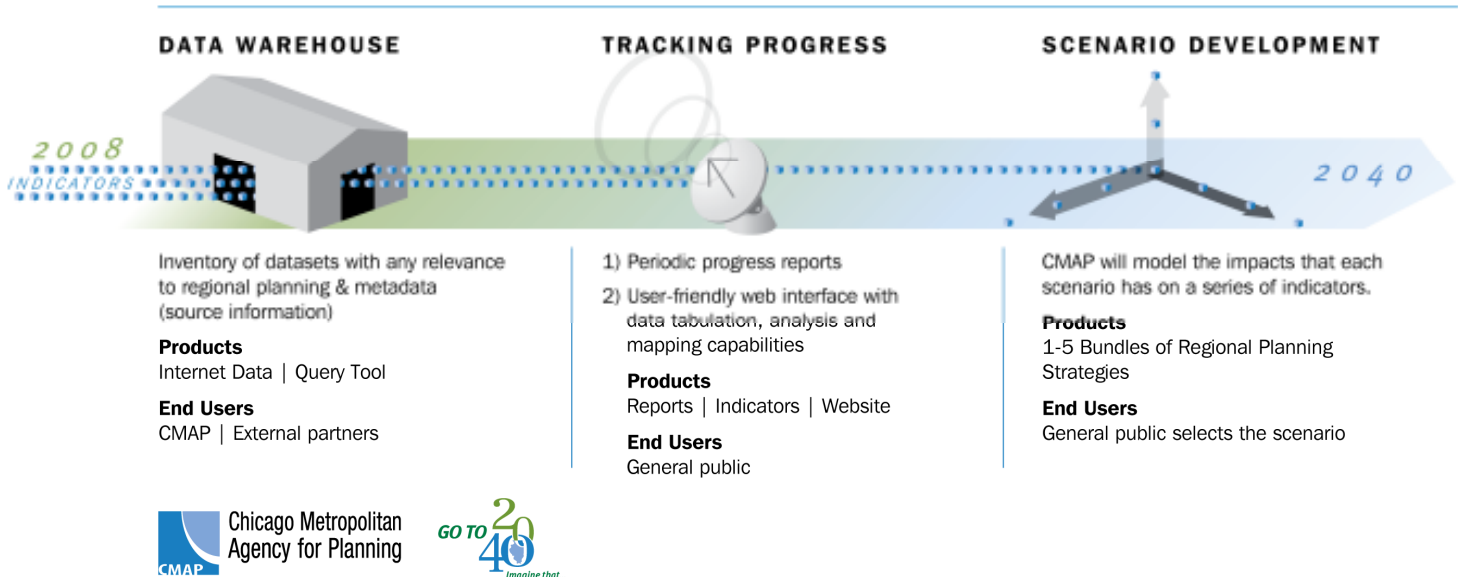 DATA WAREHOUSE
TRACKING PROGRESS
SCENARIO DEVELOPMENT
2008
INDICATORS
2040
Inventory of datasets with any relevance
to regional planning & metadata
(source information)
Products
Internet Data | Query Tool
End Users
CMAP | External partners
1) Periodic progress reports
2) User-friendly web interface with
data tabulation, analysis and
mapping capabilities
Products
Reports | Indicators | Website
End Users
General public
CMAP will model the impacts that each
scenario has on a series of indicators.
Products
1-5 Bundles of Regional Planning
Strategies
End Users
General public selects the scenario
CMAP
Chicago Metropolitan
Agency for Planning
GO TO
20
40
Imagine that